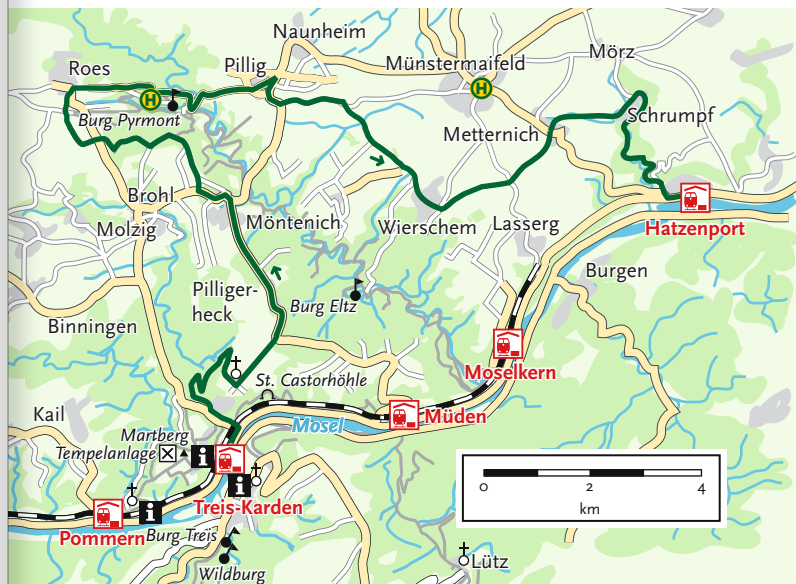 Naunheim
Pillig
Münstermaifeld
Mörz
Roes
H
H
Burg Pyrmont
Schrumpf
Metternich
Brohl
Molzig
Möntenich
Wierschem
Lasserg
Hatzenport
Burgen
Pilliger-
heck
Burg Eltz
Binningen
Moselkern
St. Castorhöhle
Kail
Mosel
Müden
Martberg
Tempelanlage
i
i
i
Treis-Karden
Pommern
Burg Treis
Wildburg
Lütz
0 2 4
km